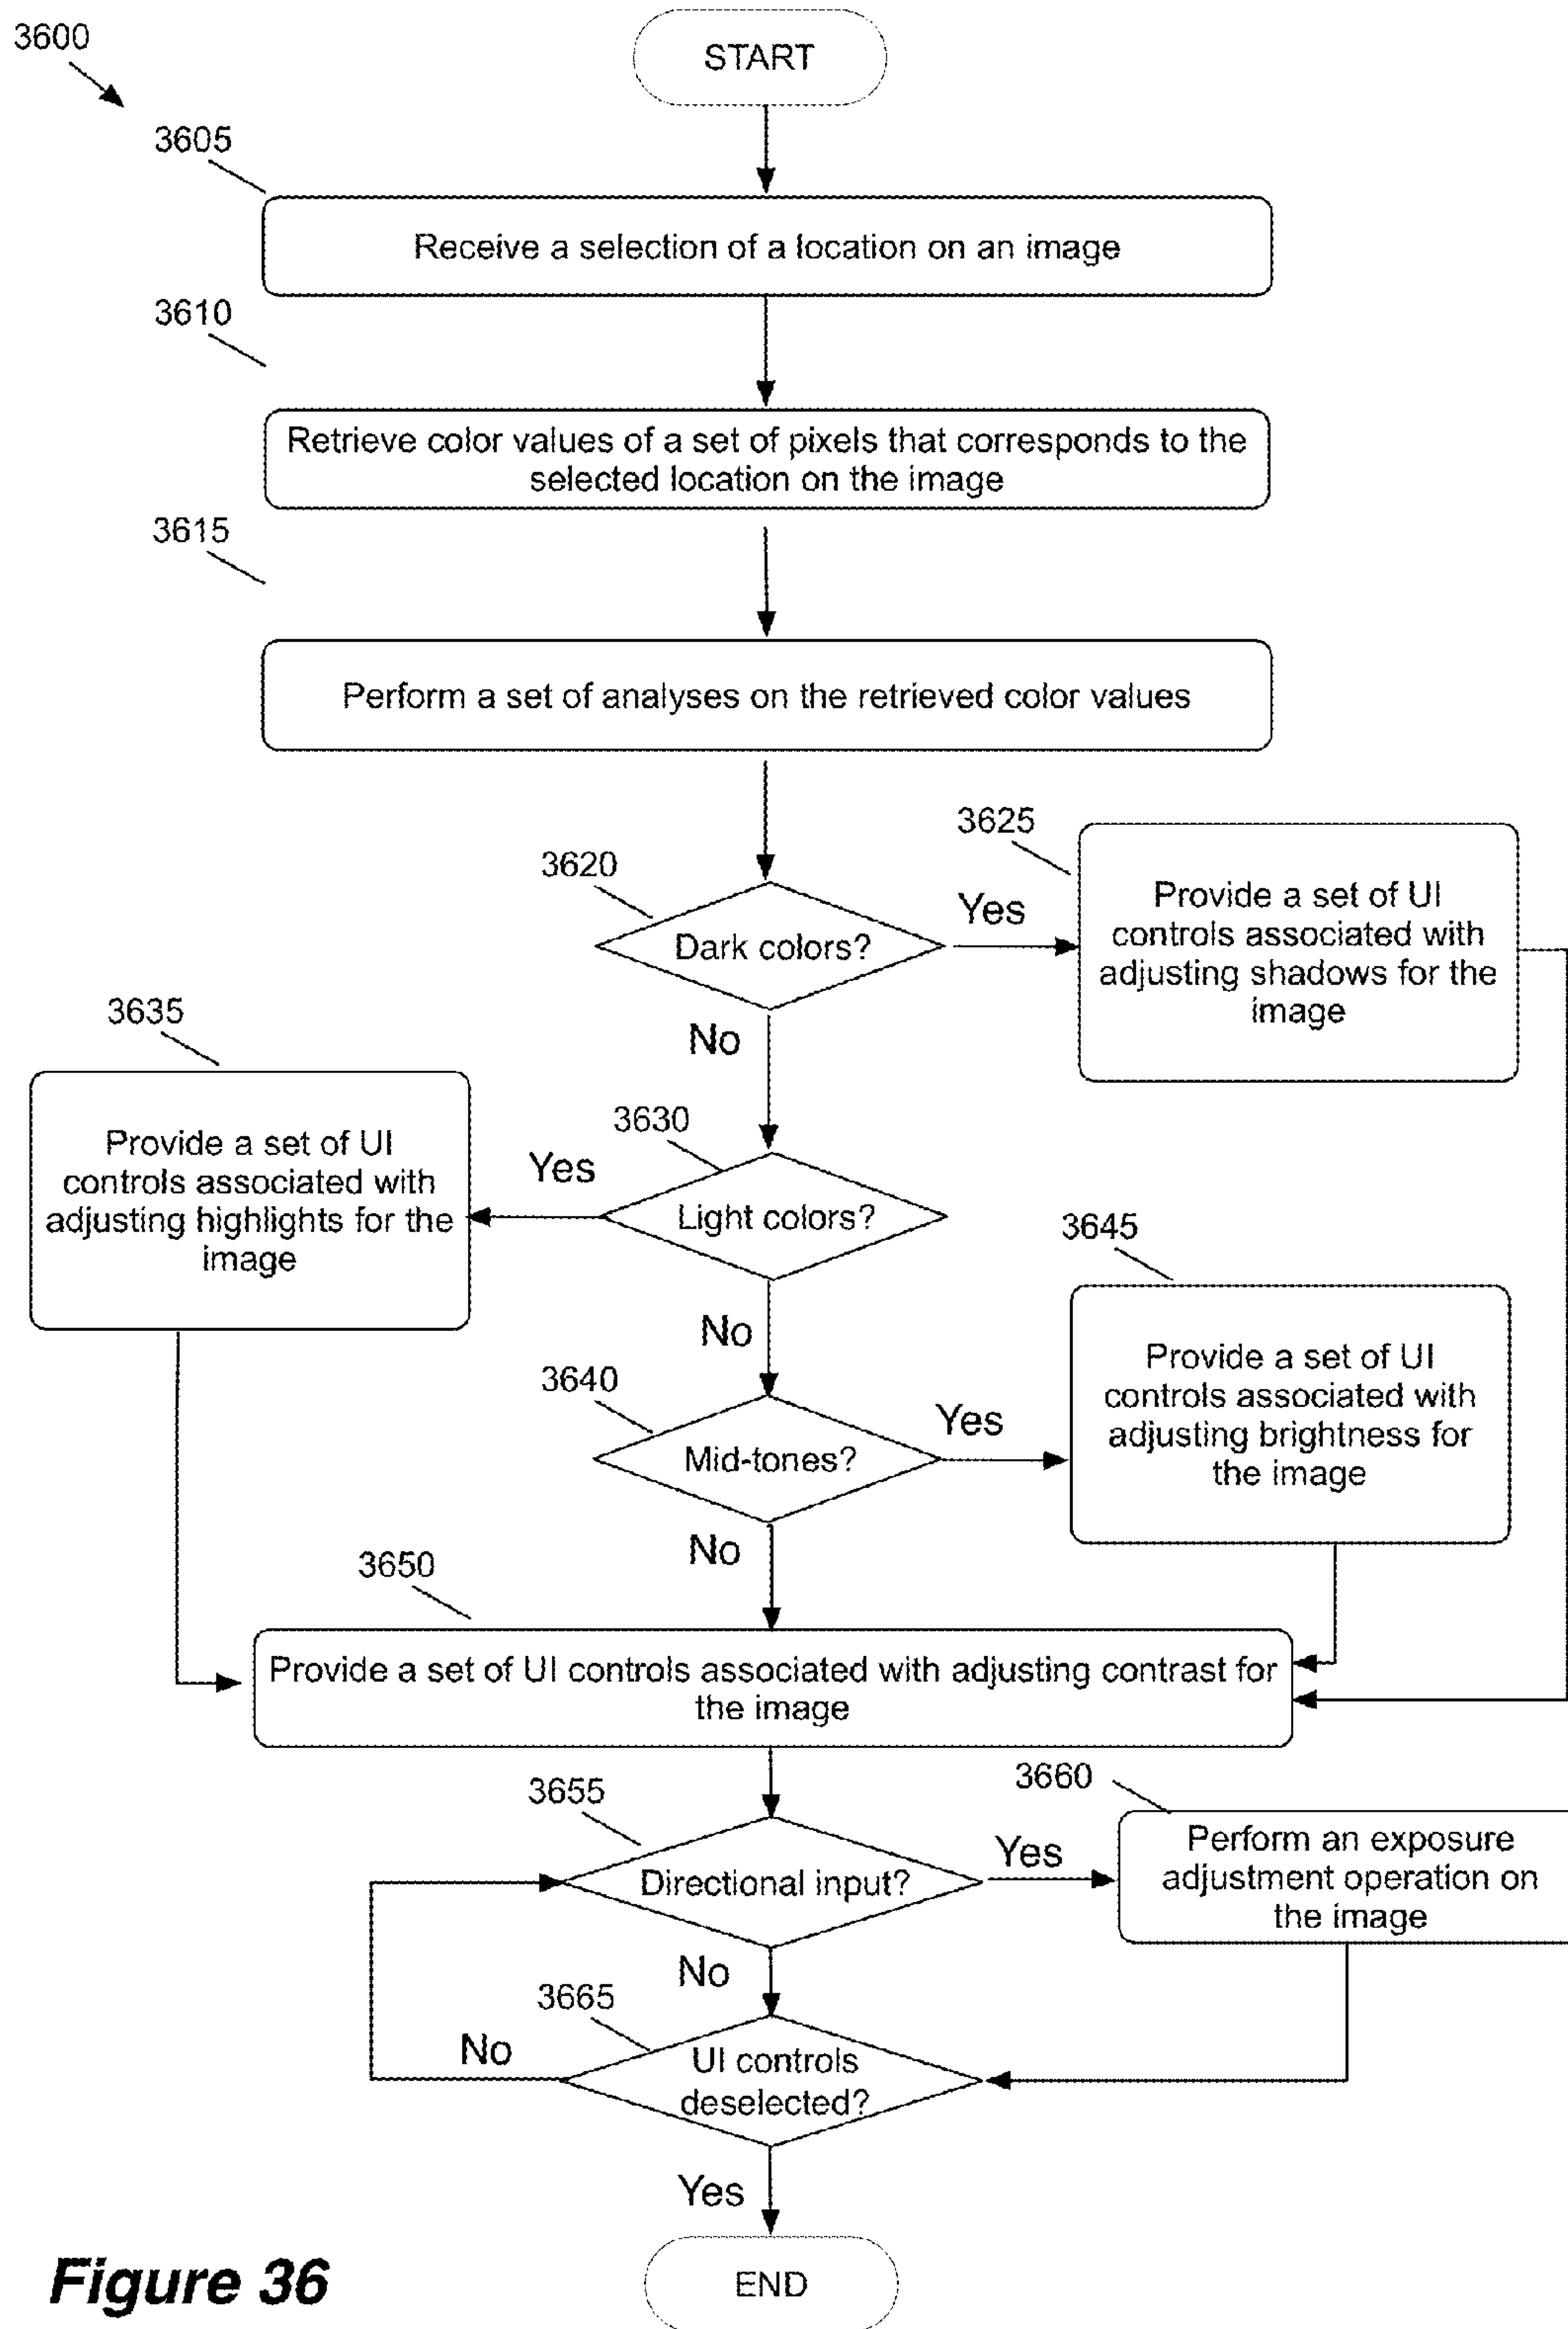 3600
START
3605
Receive a selection of a location on an image
3610
Retrieve color values of a set of pixels that corresponds to the
selected location on the image
3615
Perform a set of analyses on the retrieved color values
3620
Dark colors?
Yes
3625
Provide a set of UI
controls associated with
adjusting shadows for the
image
No
3635
Provide a set of UI
controls associated with
adjusting highlights for the
image
Yes
3630
Light colors?
No
3640
Mid-tones?
Yes
3645
Provide a set of UI
controls associated with
adjusting brightness for
the image
No
3650
Provide a set of UI controls associated with adjusting contrast for
the image
3655
Directional input?
Yes
3660
Perform an exposure
adjustment operation on
the image
No
3665
UI controls
deselected?
No
Yes
END
Figure 36